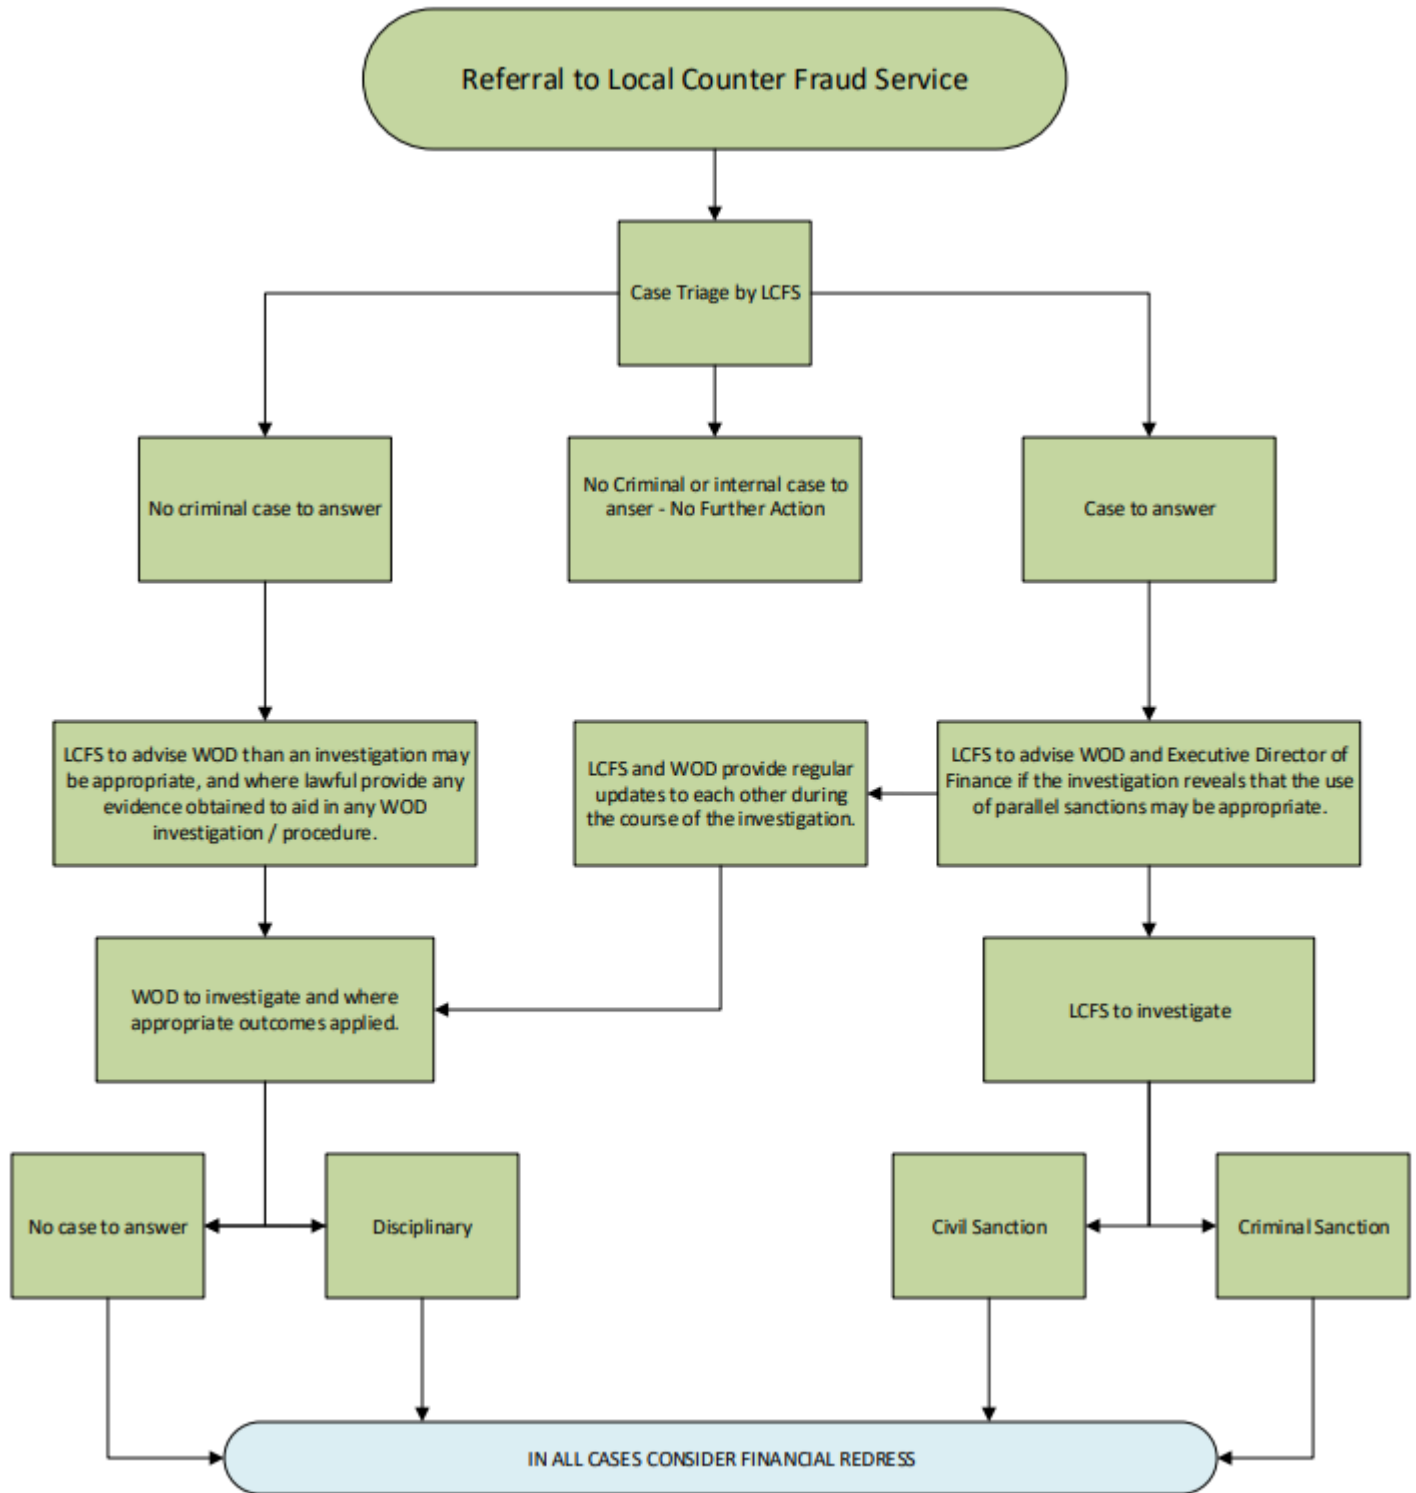 Referral to Local Counter Fraud Service
Case Triage by LCFS
No criminal case to answer
No Criminal or internal case to
anser - No Further Action
Case to answer
LCFS to advise WOD than an investigation may
be appropriate, and where lawful provide any
evidence obtained to aid in any WOD
investigation / procedure.
LCFS and WOD provide regular
updates to each other during
the course of the investigation.
LCFS to advise WOD and Executive Director of
Finance if the investigation reveals that the use
of parallel sanctions may be appropriate.
WOD to investigate and where
appropriate outcomes applied.
LCFS to investigate
No case to answer
Disciplinary
Civil Sanction
Criminal Sanction
IN ALL CASES CONSIDER FINANCIAL REDRESS